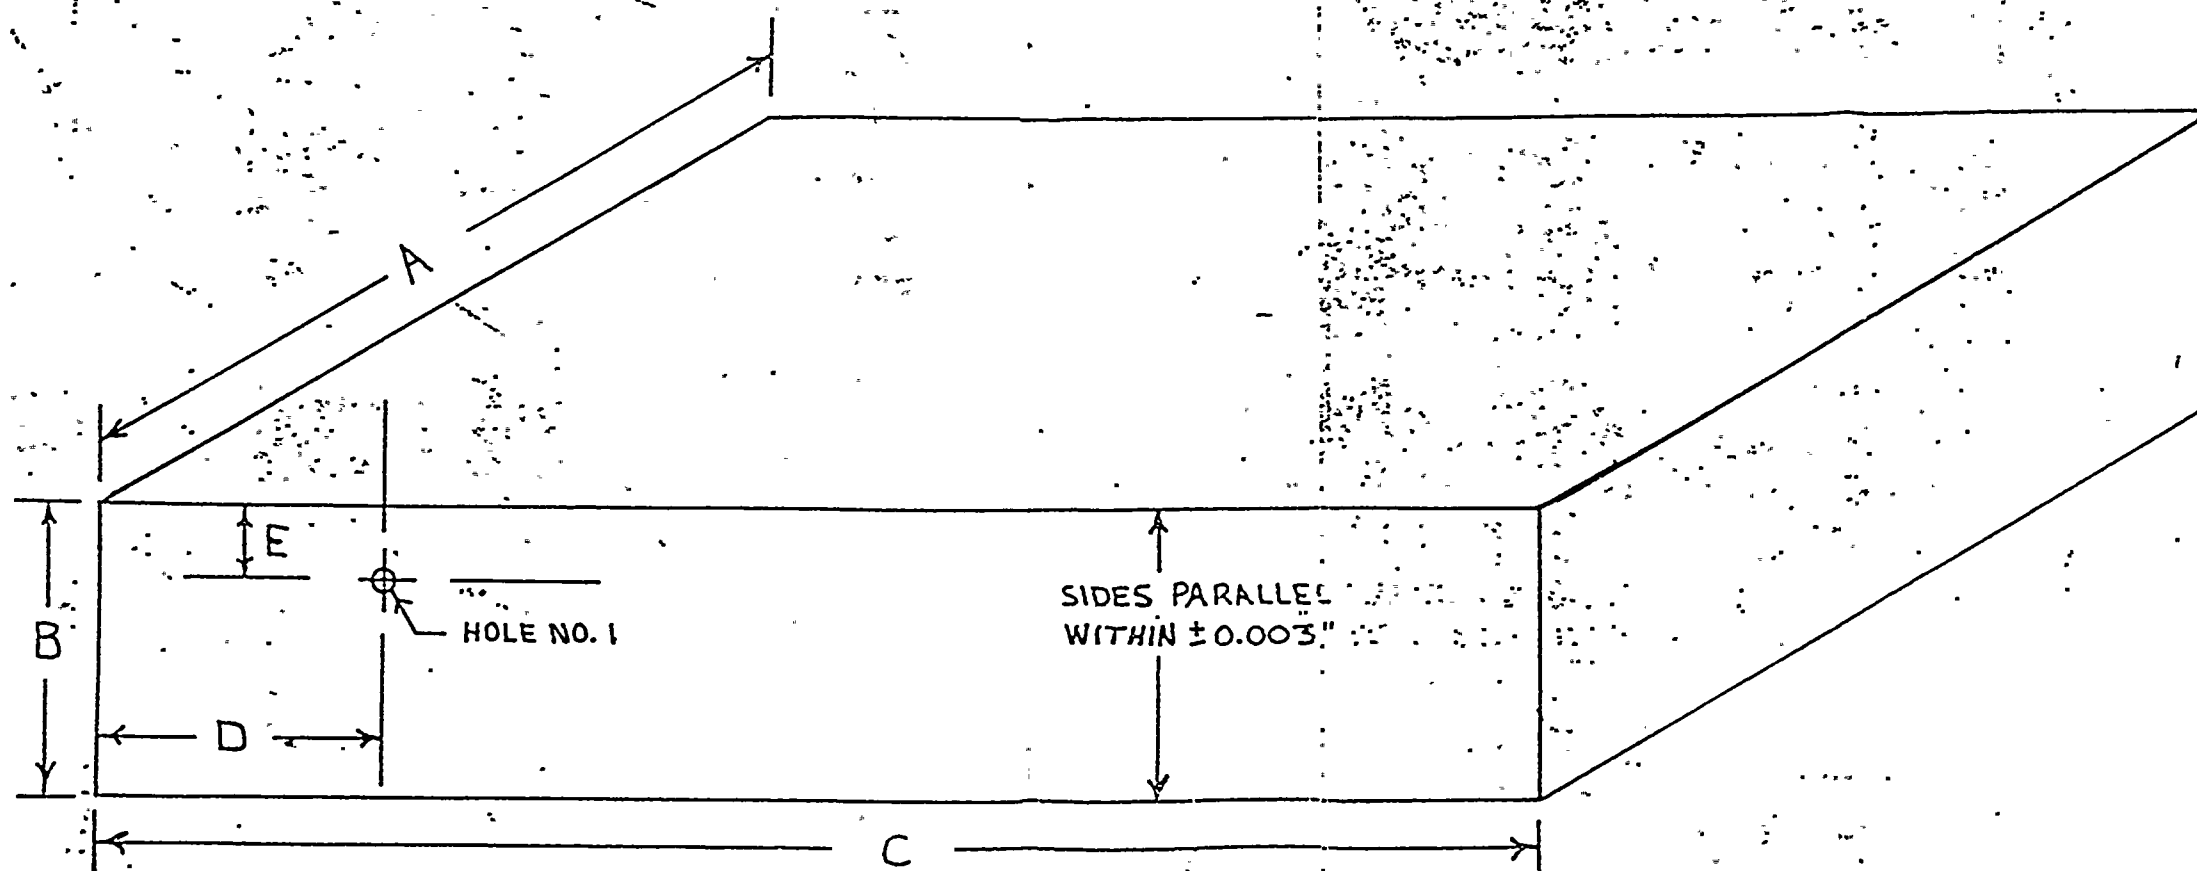 A
E
B
HOLE NO. 1
SIDES PARALLEL
WITHIN ±0.003"
D
C